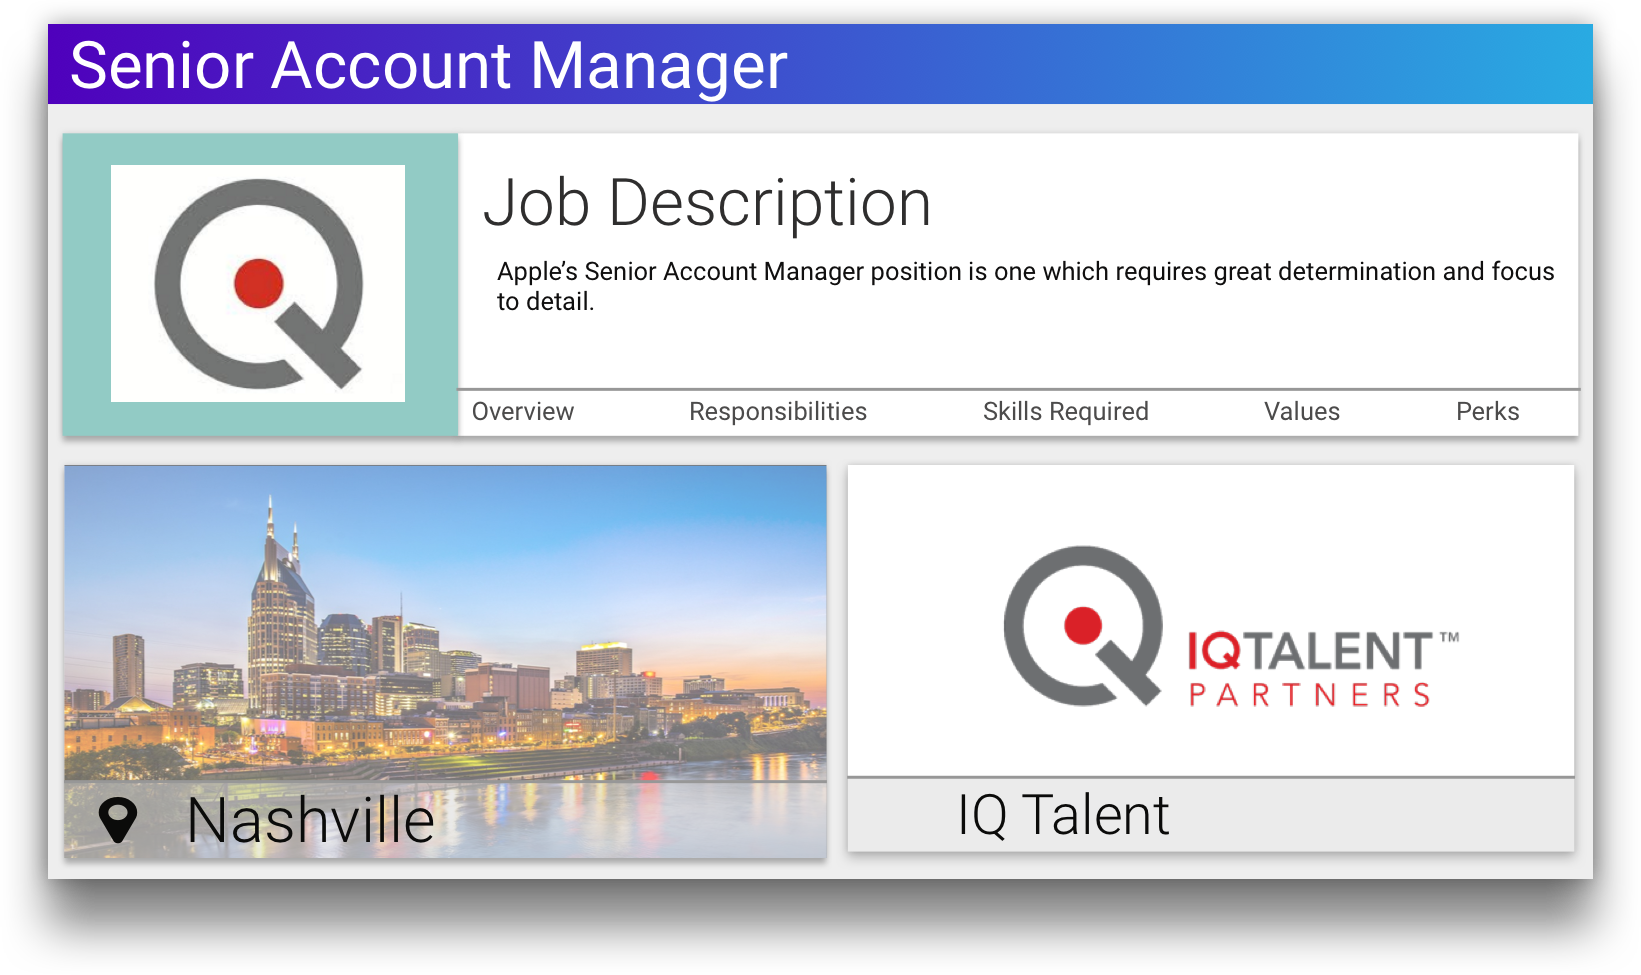 Senior Account Manager
Job Description
Apple’s Senior Account Manager position is one which requires great determination and focus
to detail.
Overview Responsibilities Skills Required Values Perks
IQTALENT™
PARTNERS
Nashville
IQ Talent